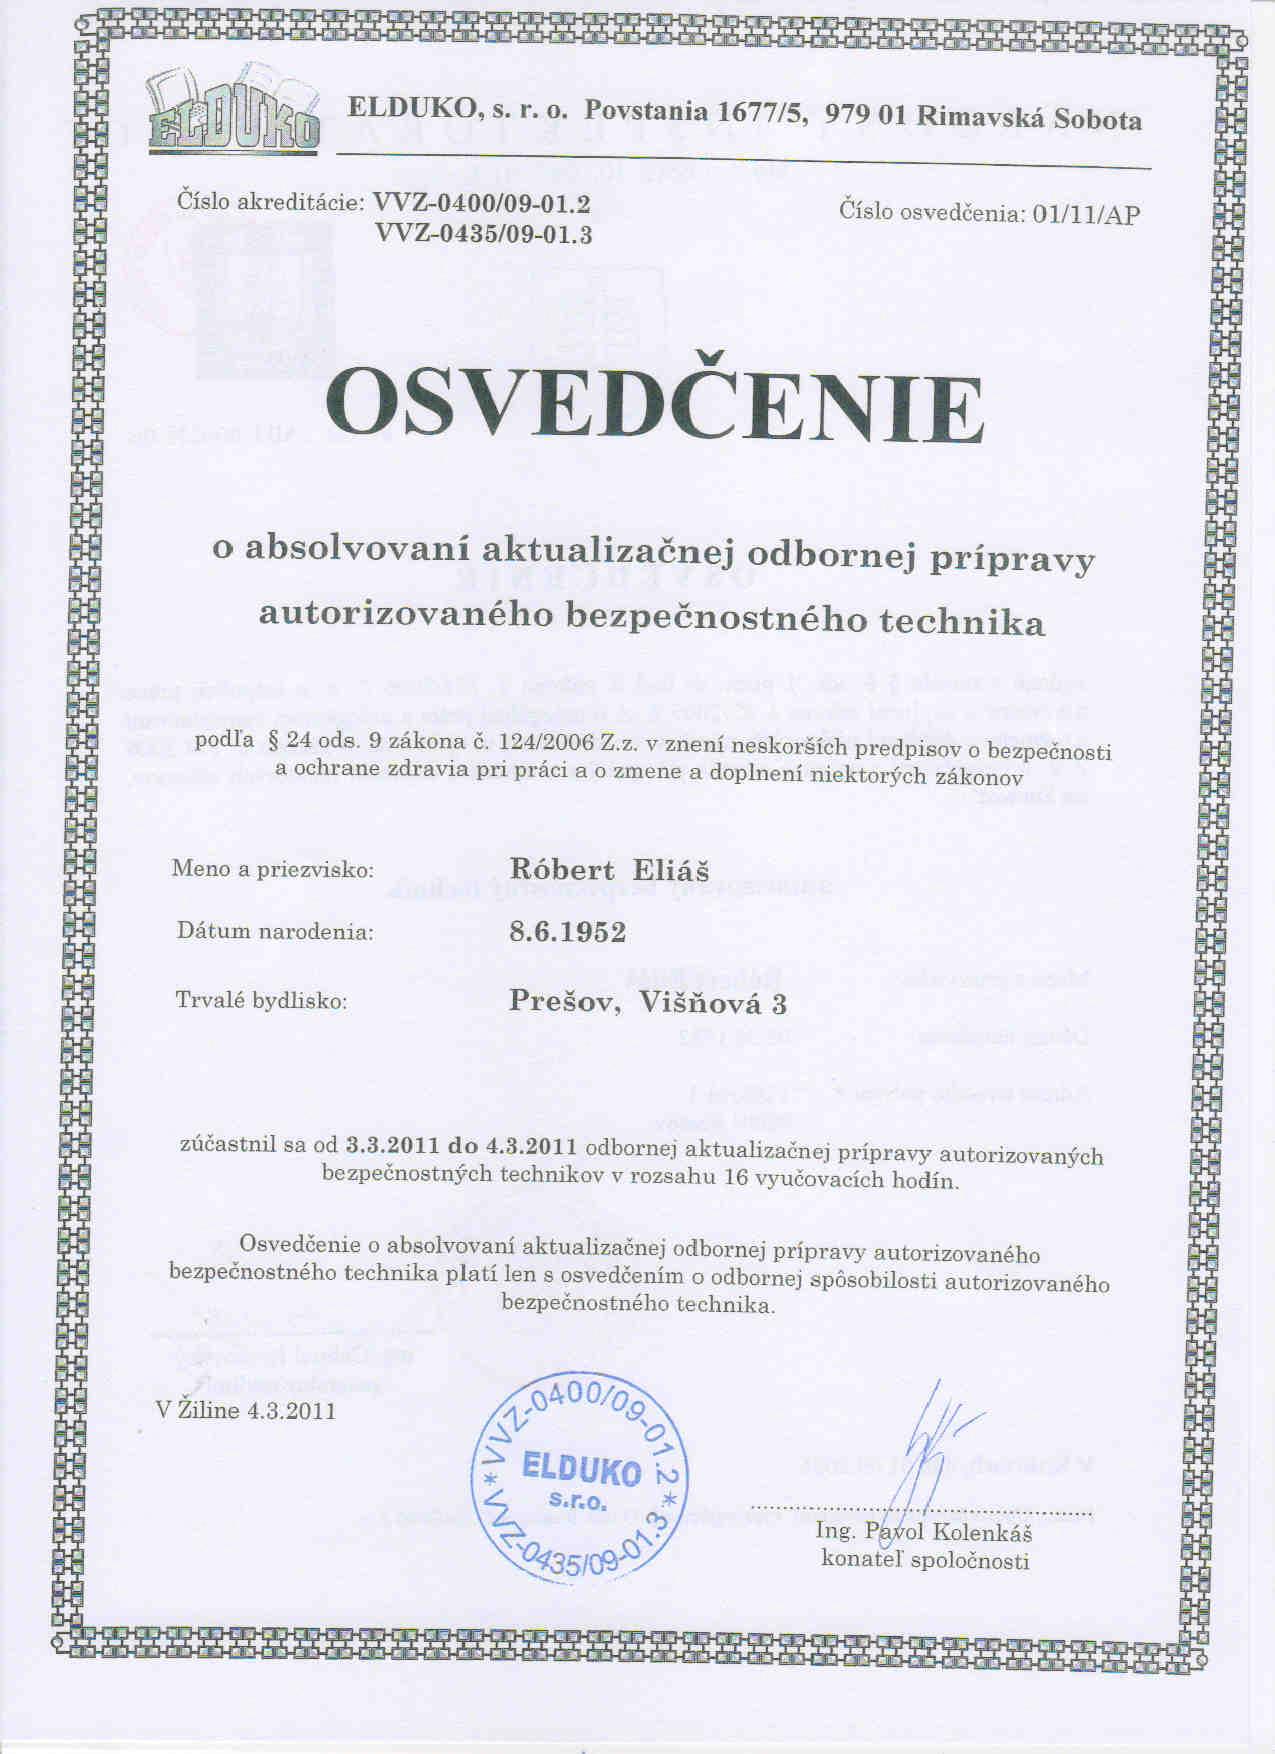 ELDUKO
ELDUKO, s. r. o. Povstania 1677/5, 979 01 Rimavská Sobota
Číslo akreditácie: VVZ-0400/09-01.2
VVZ-0435/09-01.3
Číslo osvedčenia: 01/11/AP
OSVEDČENIE
o absolvovaní aktualizačnej odbornej prípravy
autorizovaného bezpečnostného technika
podľa § 24 ods. 9 zákona č. 124/2006 Z.z. v znení neskorších predpisov o bezpečnosti
a ochrane zdravia pri práci a o zmene a doplnení niektorých zákonov
Meno a priezvisko: Róbert Eliáš
Dátum narodenia: 8.6.1952
Trvalé bydlisko: Prešov, Višňová 3
zúčastnil sa od 3.3.2011 do 4.3.2011 odbornej aktualizačnej prípravy autorizovaných
bezpečnostných technikov v rozsahu 16 vyučovacích hodín.
Osvedčenie o absolvovaní aktualizačnej odbornej prípravy autorizovaného
bezpečnostného technika platí len s osvedčením o odbornej spôsobilosti autorizovaného
bezpečnostného technika.
V Žiline 4.3.2011
*VVZ-0400/09-01.2*
ELDUKO
s.r.o.
VVZ-0435/09-01.3
Ing. Pavol Kolenkáš
konateľ spoločnosti